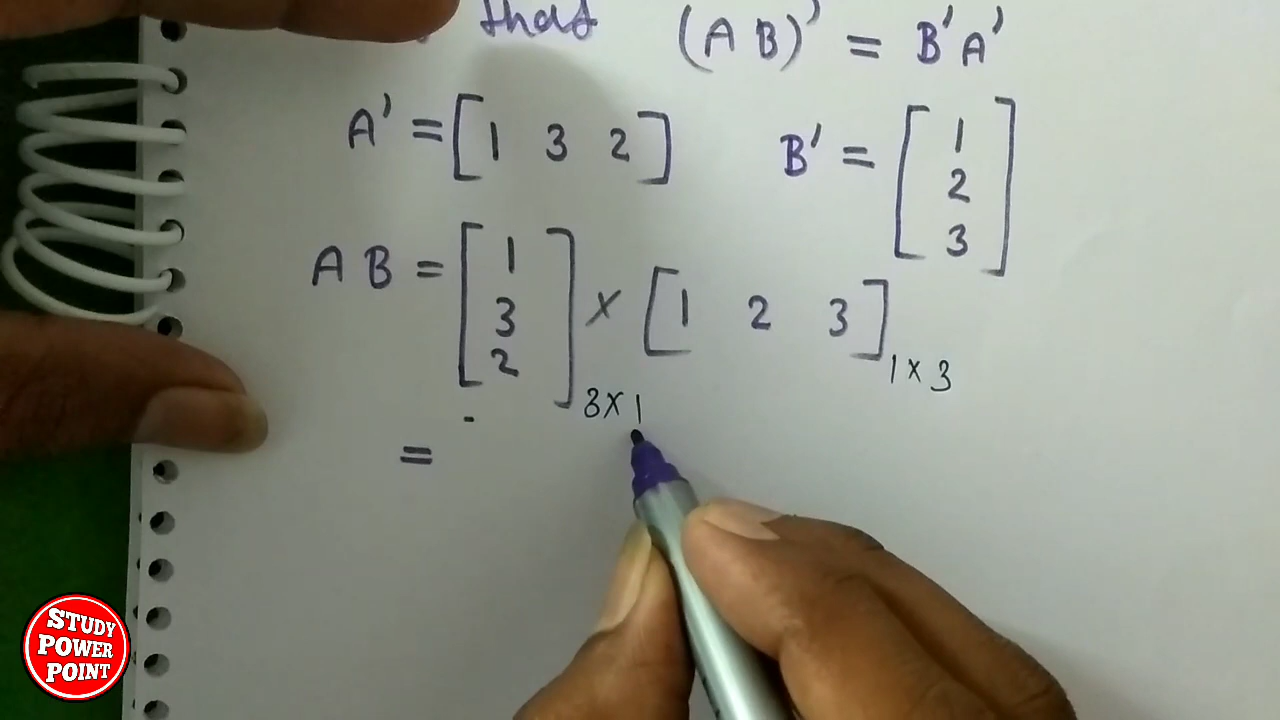 that (AB)' = B'A'
A' = [1 3 2] B' = [1
2
3]
AB = [1
3
2] 3×1 × [1 2 3] 1×3
=
STUDY
POWER
POINT